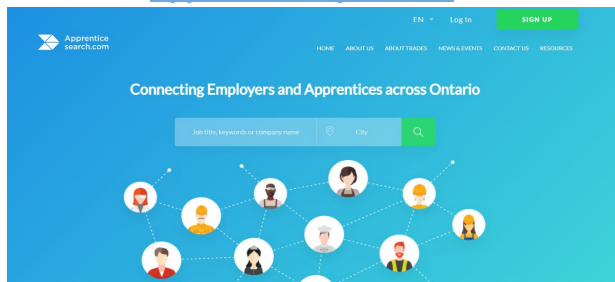 EN Log In SIGN UP
Apprentice
search.com
HOME ABOUT US ABOUT TRADES NEWS & EVENTS CONTACT US RESOURCES
Connecting Employers and Apprentices across Ontario
Job title, keywords or company name City